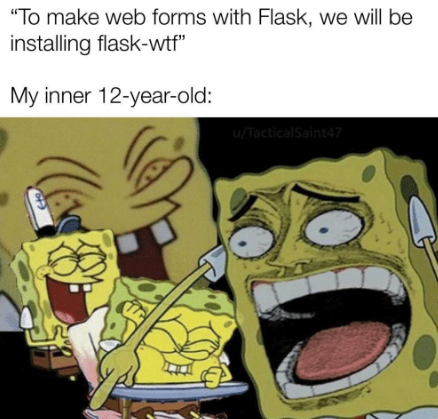 “To make web forms with Flask, we will be
installing flask-wtf”
My inner 12-year-old:
u/TacticalSaint47